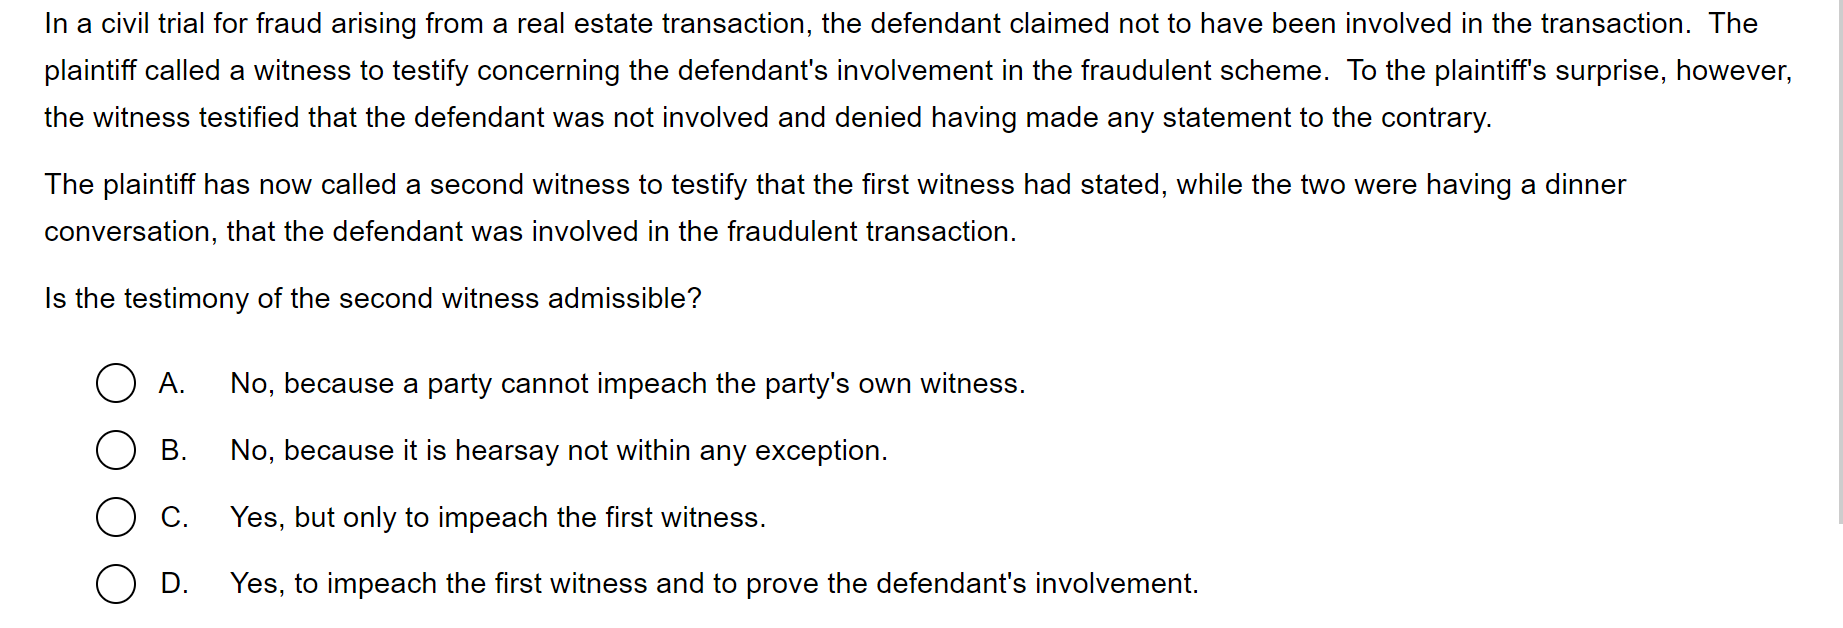 In a civil trial for fraud arising from a real estate transaction, the defendant claimed not to have been involved in the transaction.  The
plaintiff called a witness to testify concerning the defendant's involvement in the fraudulent scheme.  To the plaintiff's surprise, however,
the witness testified that the defendant was not involved and denied having made any statement to the contrary.
The plaintiff has now called a second witness to testify that the first witness had stated, while the two were having a dinner
conversation, that the defendant was involved in the fraudulent transaction.
Is the testimony of the second witness admissible?
A. No, because a party cannot impeach the party's own witness.
B. No, because it is hearsay not within any exception.
C. Yes, but only to impeach the first witness.
D. Yes, to impeach the first witness and to prove the defendant's involvement.